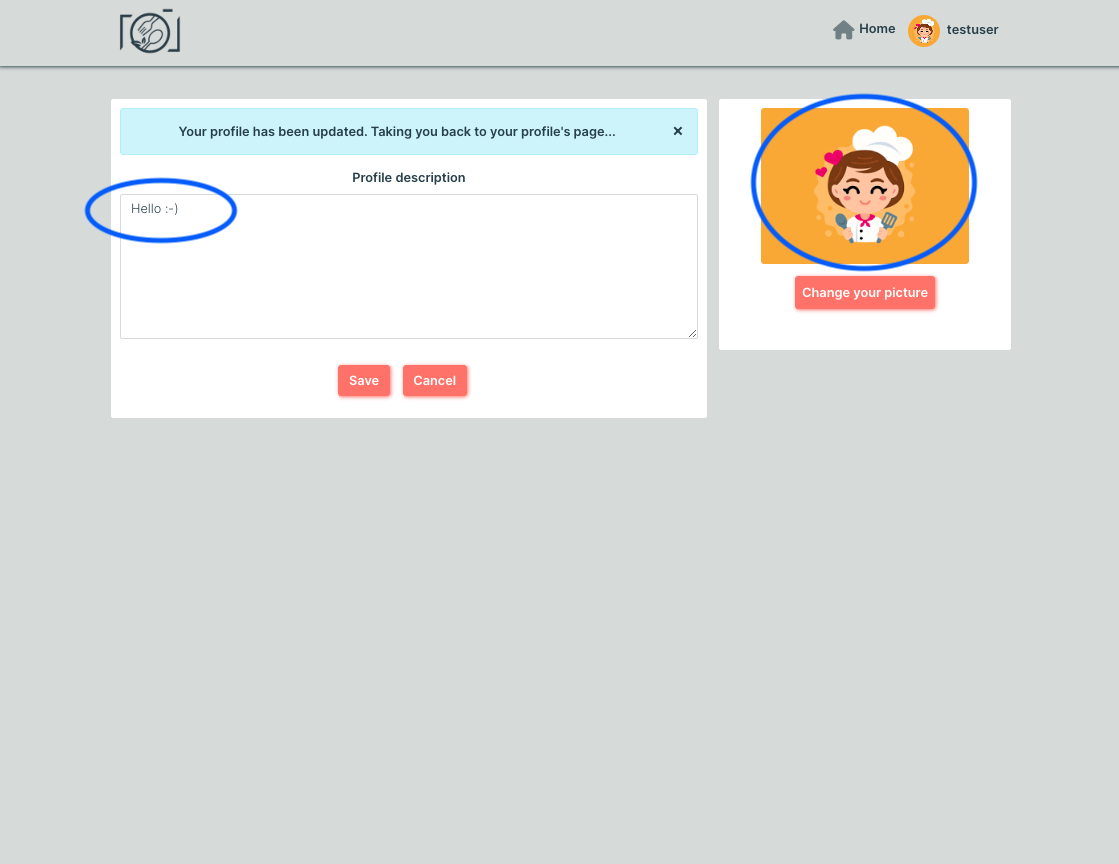 Home
testuser
Your profile has been updated. Taking you back to your profile's page...
×
Profile description
Hello :-)
Save
Cancel
Change your picture